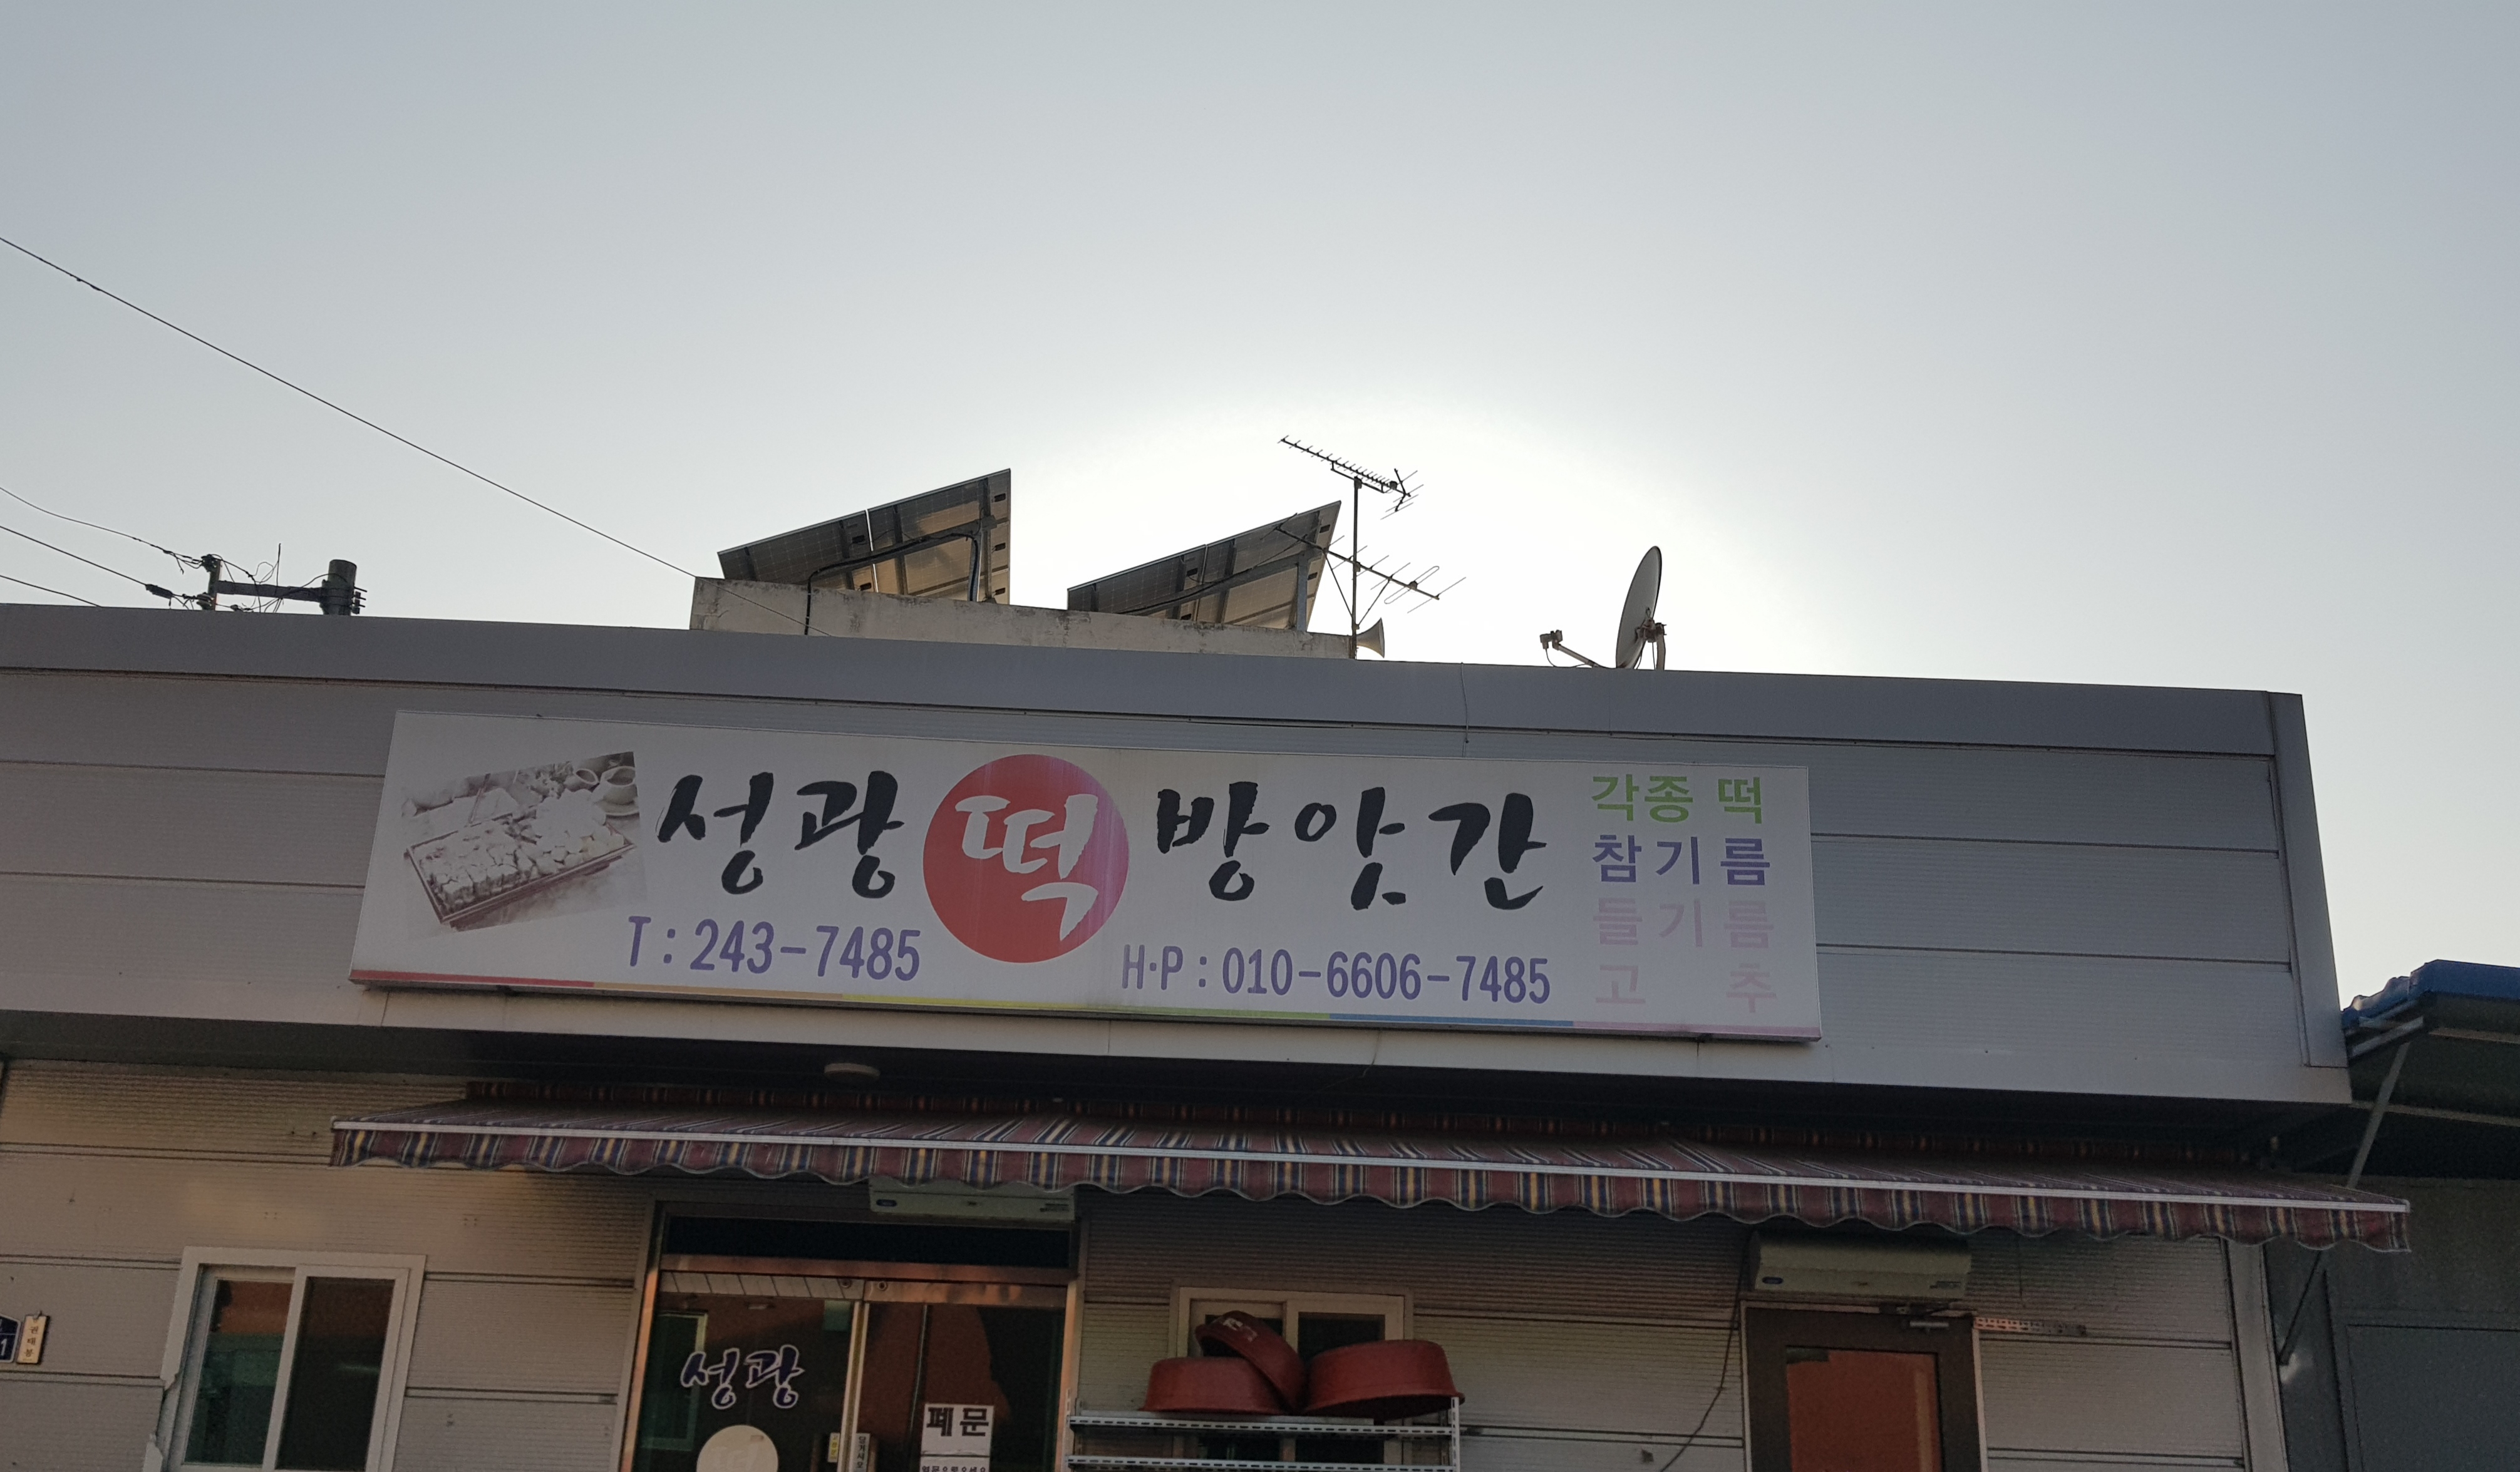 성광 떡 방앗간
T : 243-7485
H·P : 010-6606-7485
각종 떡
참기름
들기름
고 추
성광
폐문
1